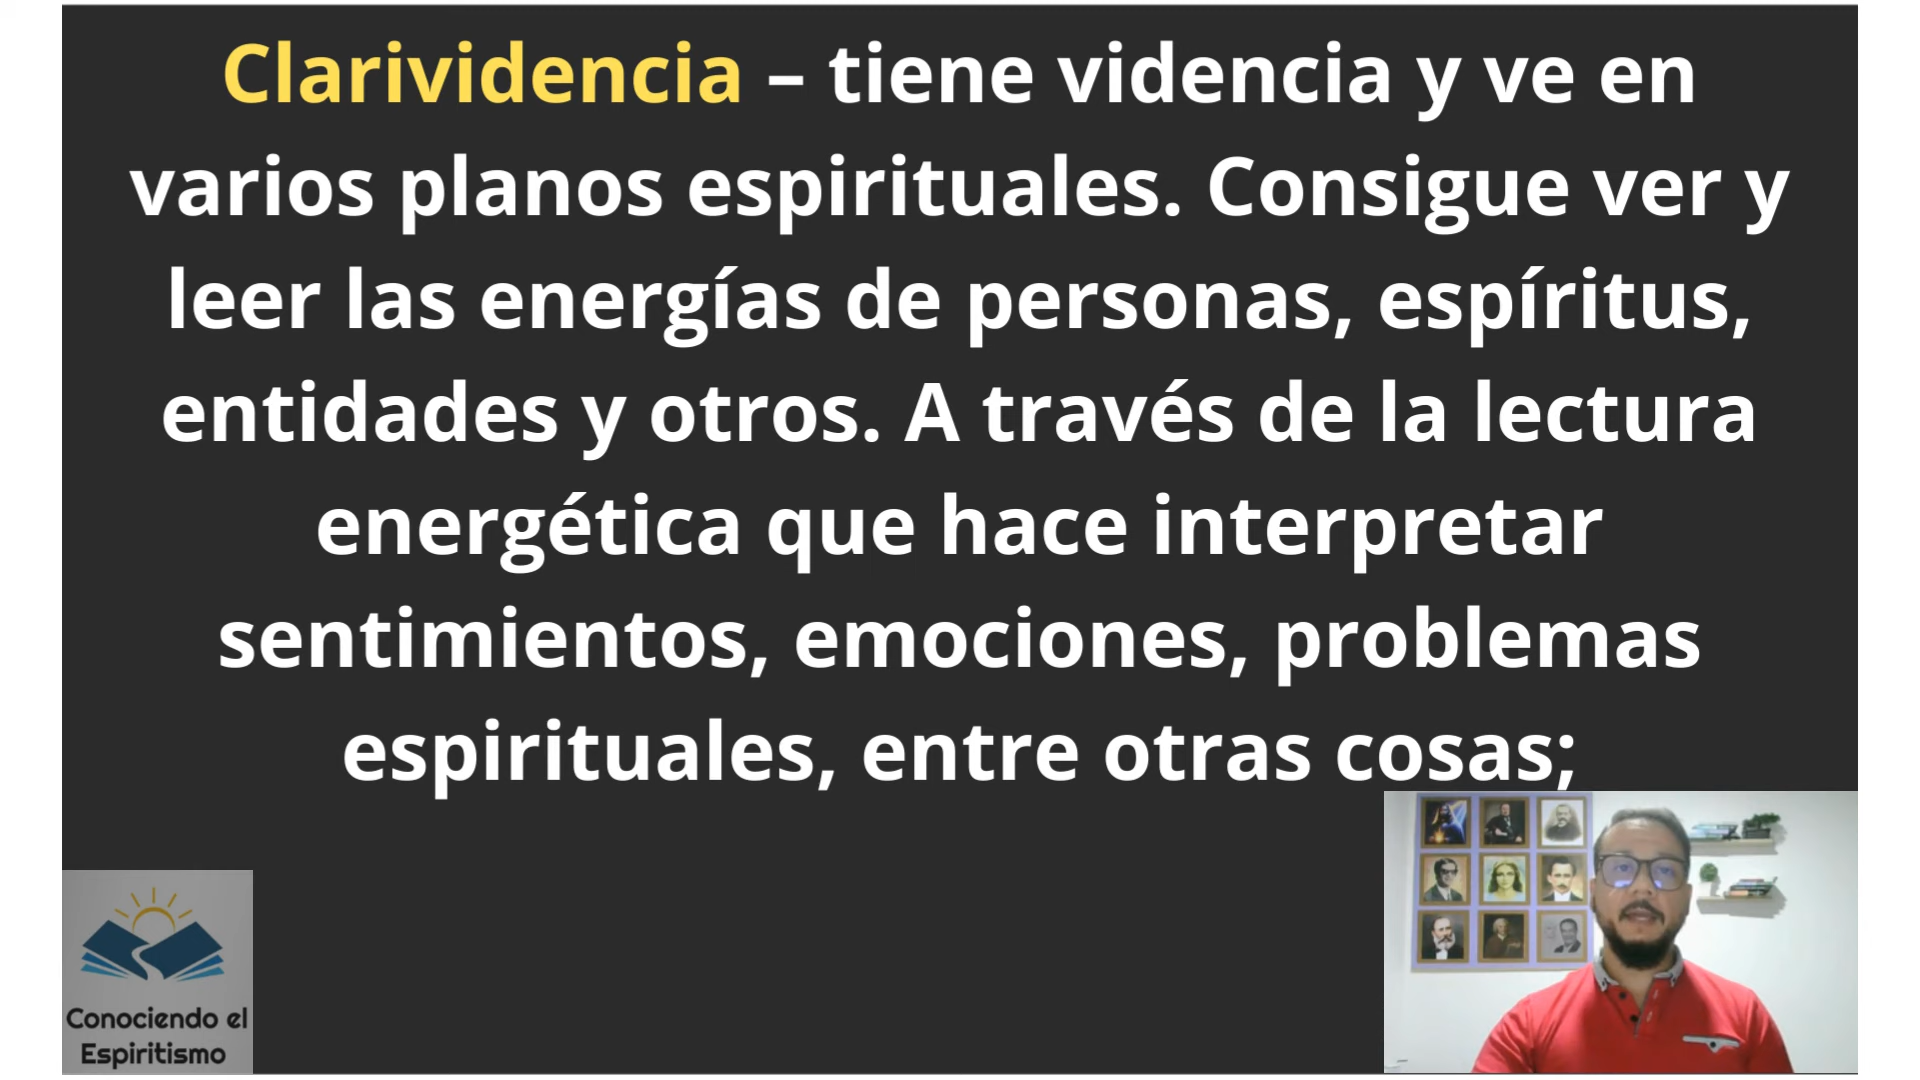 Clarividencia – tiene videncia y ve en
varios planos espirituales. Consigue ver y
leer las energías de personas, espíritus,
entidades y otros. A través de la lectura
energética que hace interpretar
sentimientos, emociones, problemas
espirituales, entre otras cosas;
Conociendo el
Espiritismo